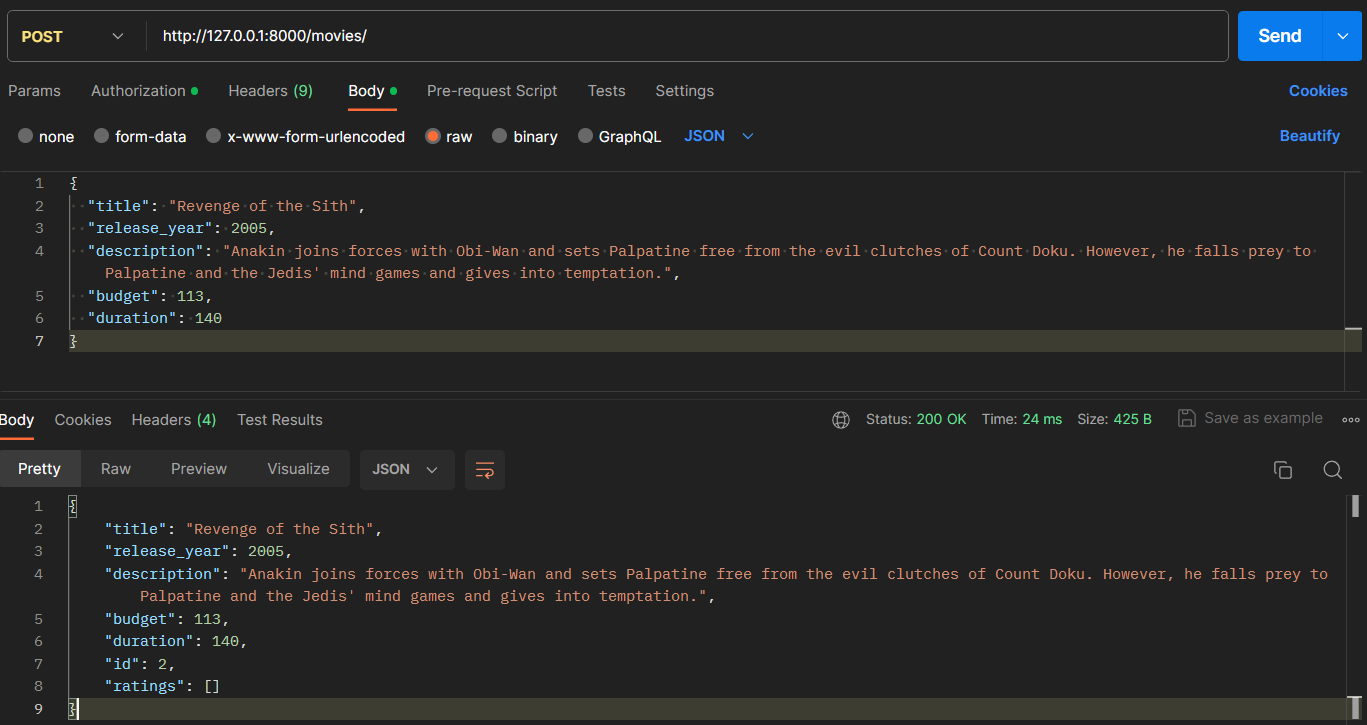 POST http://127.0.0.1:8000/movies/ Send
Params Authorization Headers (9) Body Pre-request Script Tests Settings Cookies
none form-data x-www-form-urlencoded raw binary GraphQL JSON Beautify
1 {
2 "title": "Revenge of the Sith",
3 "release_year": 2005,
4 "description": "Anakin joins forces with Obi-Wan and sets Palpatine free from the evil clutches of Count Doku. However, he falls prey to
Palpatine and the Jedis' mind games and gives into temptation.",
5 "budget": 113,
6 "duration": 140
7 }
Body Cookies Headers (4) Test Results Status: 200 OK Time: 24 ms Size: 425 B Save as example
Pretty Raw Preview Visualize JSON
1 {
2 "title": "Revenge of the Sith",
3 "release_year": 2005,
4 "description": "Anakin joins forces with Obi-Wan and sets Palpatine free from the evil clutches of Count Doku. However, he falls prey to
Palpatine and the Jedis' mind games and gives into temptation.",
5 "budget": 113,
6 "duration": 140,
7 "id": 2,
8 "ratings": []
9 }